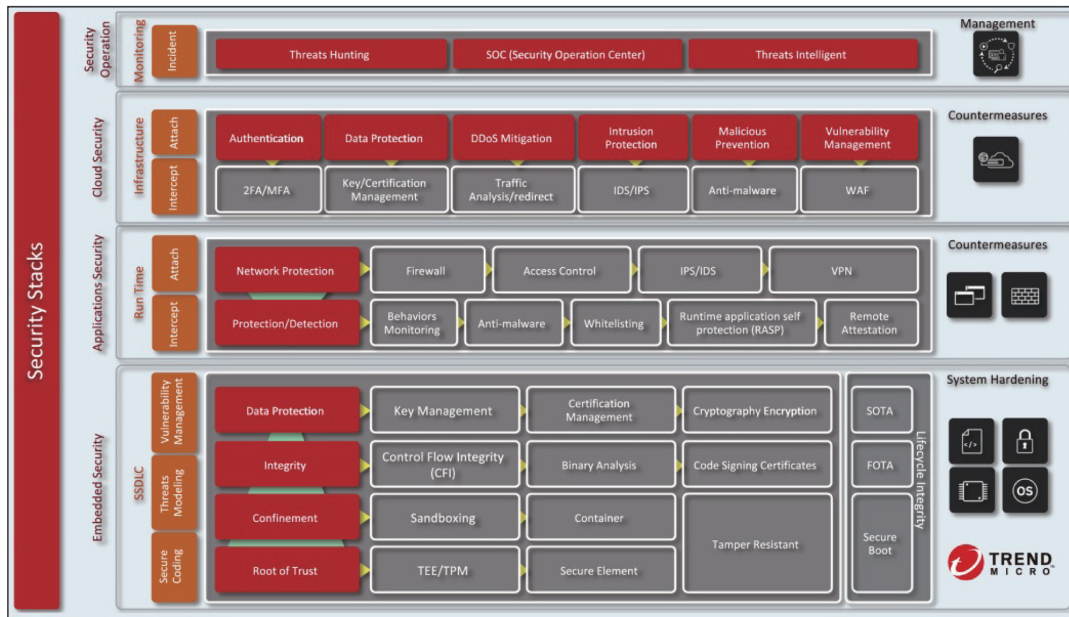 Security Stacks
Security
Operation
Monitoring
Incident
Threats Hunting
SOC (Security Operation Center)
Threats Intelligent
Management
Cloud Security
Infrastructure
Attach
Intercept
Authentication
Data Protection
DDoS Mitigation
Intrusion
Protection
Malicious
Prevention
Vulnerability
Management
2FA/MFA
Key/Certification
Management
Traffic
Analysis/redirect
IDS/IPS
Anti-malware
WAF
Countermeasures
Applications Security
Run Time
Attach
Intercept
Network Protection
Firewall
Access Control
IPS/IDS
VPN
Protection/Detection
Behaviors
Monitoring
Anti-malware
Whitelisting
Runtime application self
protection (RASP)
Remote
Attestation
Countermeasures
Embedded Security
SSDLC
Vulnerability
Management
Threats
Modeling
Secure
Coding
Data Protection
Key Management
Certification
Management
Cryptography Encryption
Integrity
Control Flow Integrity
(CFI)
Binary Analysis
Code Signing Certificates
Confinement
Sandboxing
Container
Tamper Resistant
Root of Trust
TEE/TPM
Secure Element
SOTA
FOTA
Secure
Boot
Lifecycle Integrity
System Hardening
</>
OS
TREND
MICRO™